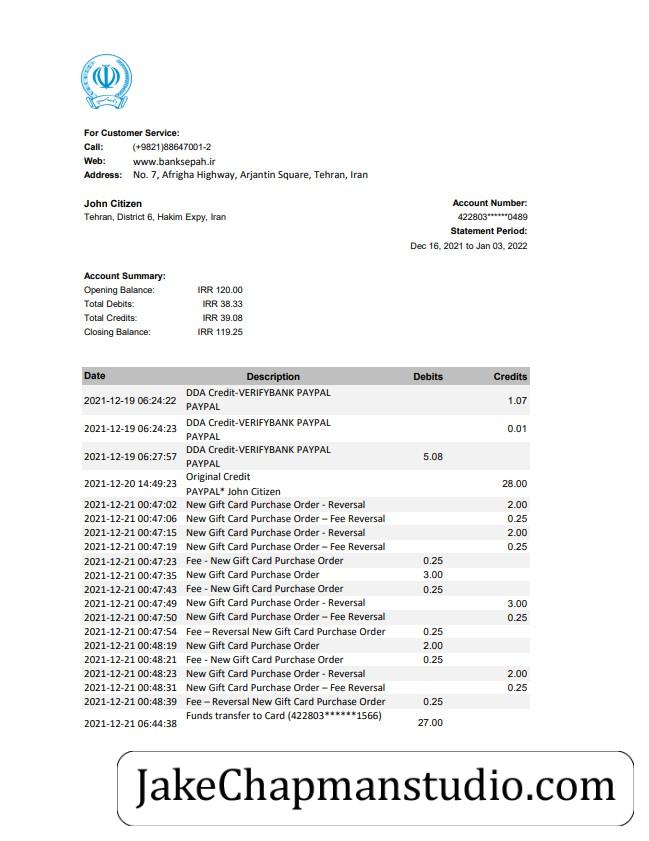 For Customer Service:
Call: (+9821)88647001-2
Web: www.banksepah.ir
Address: No. 7, Afrigha Highway, Arjantin Square, Tehran, Iran
John Citizen
Tehran, District 6, Hakim Expy, Iran
Account Number:
422803******0489
Statement Period:
Dec 16, 2021 to Jan 03, 2022
Account Summary:
Opening Balance: IRR 120.00
Total Debits: IRR 38.33
Total Credits: IRR 39.08
Closing Balance: IRR 119.25
Date Description Debits Credits
2021-12-19 06:24:22 DDA Credit-VERIFYBANK PAYPAL 1.07
PAYPAL
2021-12-19 06:24:23 DDA Credit-VERIFYBANK PAYPAL 0.01
PAYPAL
2021-12-19 06:27:57 DDA Credit-VERIFYBANK PAYPAL 5.08
PAYPAL
2021-12-20 14:49:23 Original Credit 28.00
PAYPAL* John Citizen
2021-12-21 00:47:02 New Gift Card Purchase Order - Reversal 2.00
2021-12-21 00:47:06 New Gift Card Purchase Order – Fee Reversal 0.25
2021-12-21 00:47:15 New Gift Card Purchase Order - Reversal 2.00
2021-12-21 00:47:19 New Gift Card Purchase Order – Fee Reversal 0.25
2021-12-21 00:47:23 Fee - New Gift Card Purchase Order 0.25
2021-12-21 00:47:35 New Gift Card Purchase Order 3.00
2021-12-21 00:47:43 Fee - New Gift Card Purchase Order 0.25
2021-12-21 00:47:49 New Gift Card Purchase Order - Reversal 3.00
2021-12-21 00:47:50 New Gift Card Purchase Order – Fee Reversal 0.25
2021-12-21 00:47:54 Fee – Reversal New Gift Card Purchase Order 0.25
2021-12-21 00:48:19 New Gift Card Purchase Order 2.00
2021-12-21 00:48:21 Fee - New Gift Card Purchase Order 0.25
2021-12-21 00:48:23 New Gift Card Purchase Order - Reversal 2.00
2021-12-21 00:48:31 New Gift Card Purchase Order – Fee Reversal 0.25
2021-12-21 00:48:39 Fee – Reversal New Gift Card Purchase Order 0.25
2021-12-21 06:44:38 Funds transfer to Card (422803******1566) 27.00
JakeChapmanstudio.com